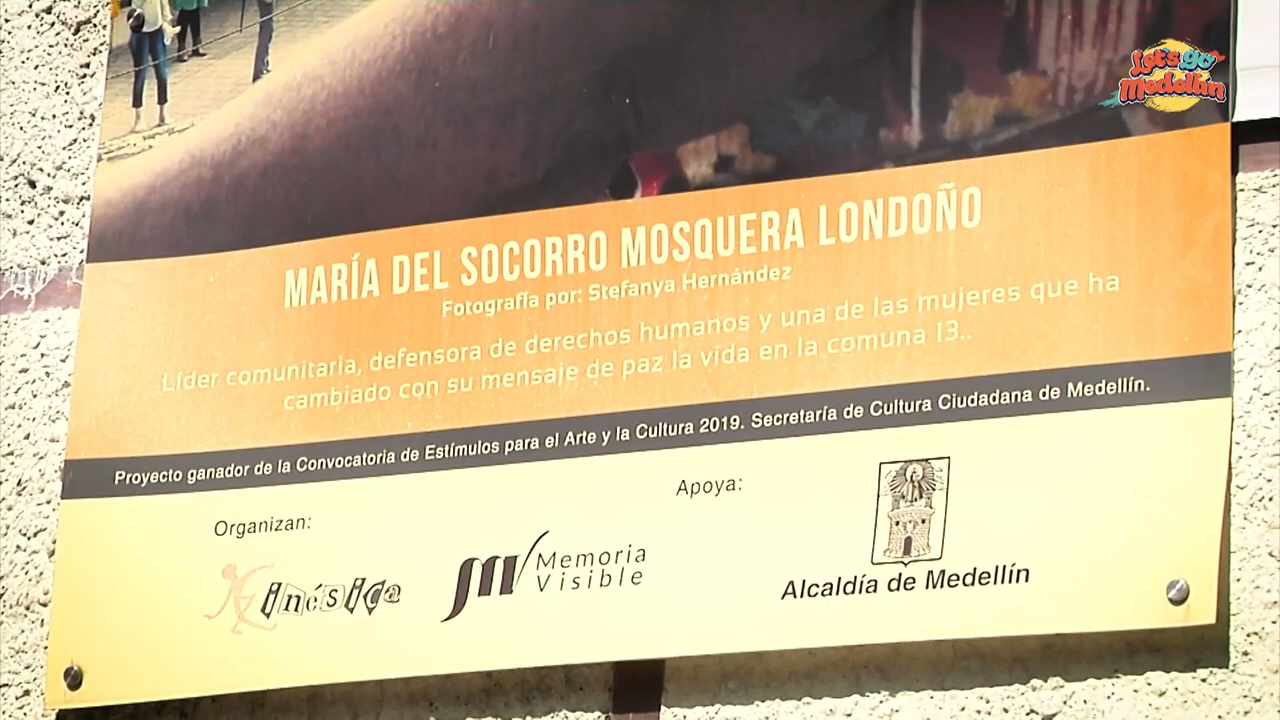 Let's go
Medellín
MARÍA DEL SOCORRO MOSQUERA LONDOÑO
Fotografía por: Stefanya Hernández
Líder comunitaria, defensora de derechos humanos y una de las mujeres que ha
cambiado con su mensaje de paz la vida en la comuna 13..
Proyecto ganador de la Convocatoria de Estímulos para el Arte y la Cultura 2019. Secretaría de Cultura Ciudadana de Medellín.
Organizan:
Apoya:
Kinésica
Memoria
Visible
Alcaldía de Medellín